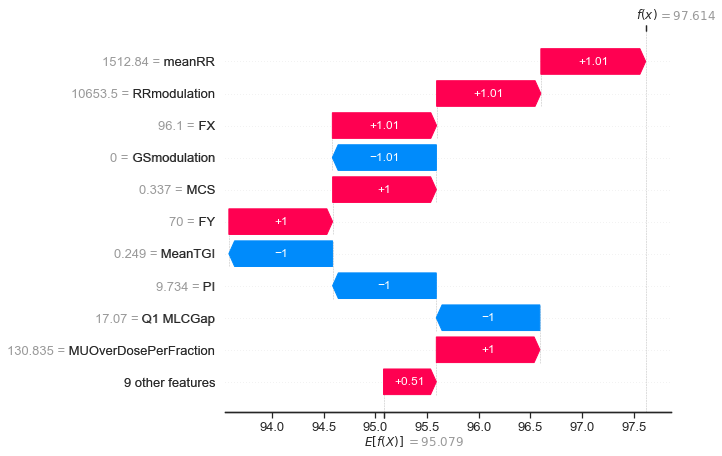 f(x) = 97.614
1512.84 = meanRR +1.01
10653.5 = RRmodulation +1.01
96.1 = FX +1.01
0 = GSmodulation −1.01
0.337 = MCS +1
70 = FY +1
0.249 = MeanTGI −1
9.734 = PI −1
17.07 = Q1 MLCGap −1
130.835 = MUOverDosePerFraction +1
9 other features +0.51
94.0 94.5 95.0 95.5 96.0 96.5 97.0 97.5
E[f(X)] = 95.079